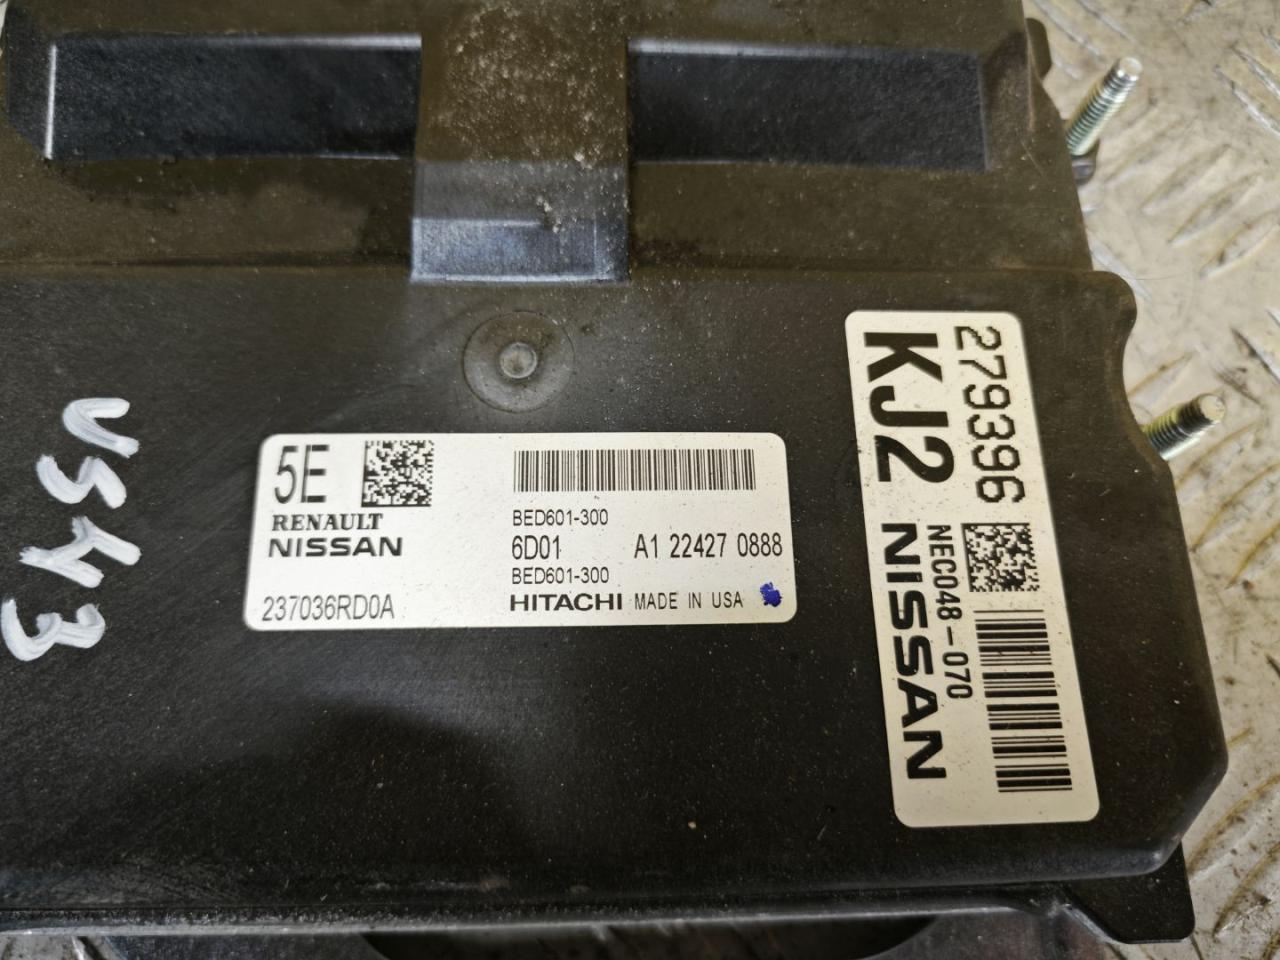 5E
RENAULT
NISSAN
237036RD0A
BED601-300
6D01 A1 22427 0888
BED601-300
HITACHI MADE IN USA
279396
KJ2
NEC048-070
NISSAN
VS43